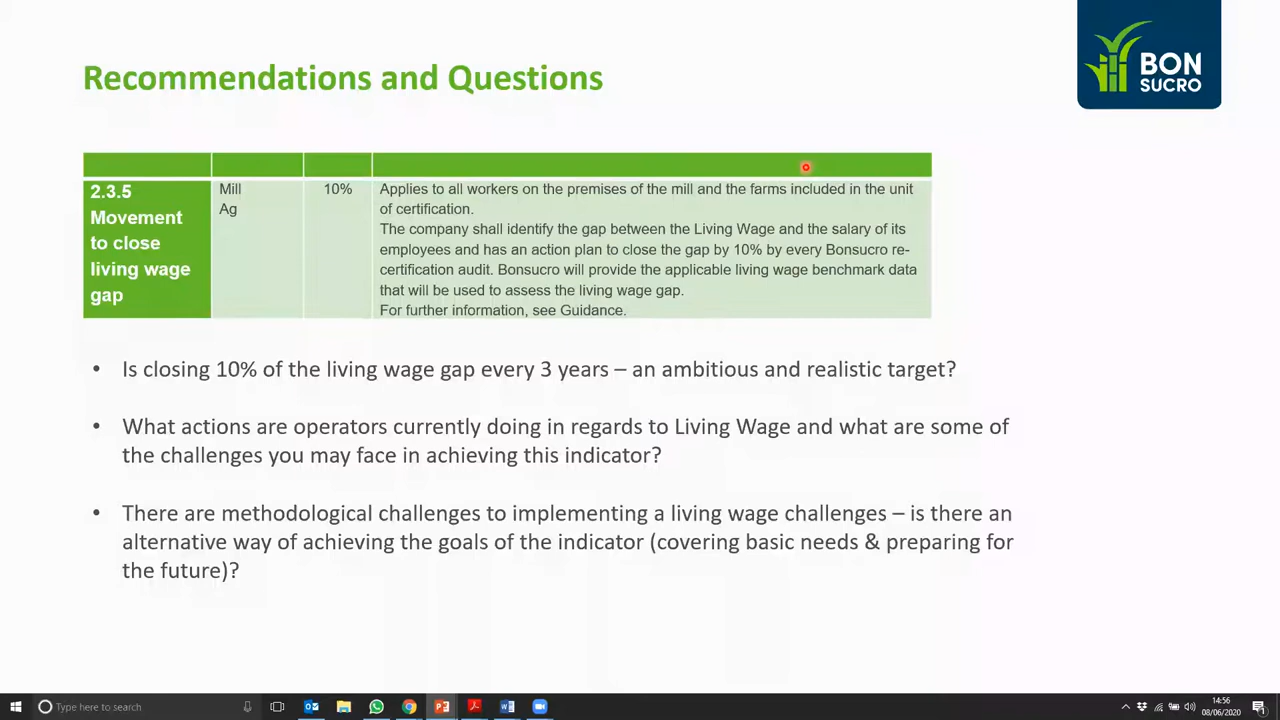 Recommendations and Questions
BON
SUCRO
2.3.5
Movement
to close
living wage
gap
Mill
Ag
10%
Applies to all workers on the premises of the mill and the farms included in the unit
of certification.
The company shall identify the gap between the Living Wage and the salary of its
employees and has an action plan to close the gap by 10% by every Bonsucro re-
certification audit. Bonsucro will provide the applicable living wage benchmark data
that will be used to assess the living wage gap.
For further information, see Guidance.
• Is closing 10% of the living wage gap every 3 years – an ambitious and realistic target?
• What actions are operators currently doing in regards to Living Wage and what are some of
the challenges you may face in achieving this indicator?
• There are methodological challenges to implementing a living wage challenges – is there an
alternative way of achieving the goals of the indicator (covering basic needs & preparing for
the future)?
Type here to search
14:56
08/06/2020